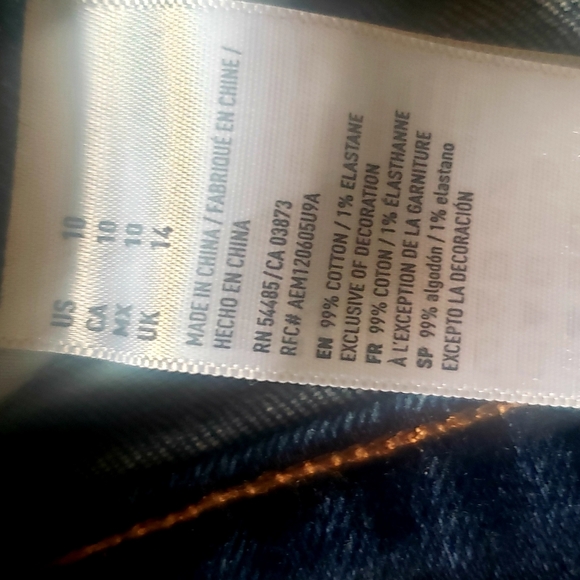 US 10
CA 10
MX 10
UK 14
MADE IN CHINA / FABRIQUÉ EN CHINE /
HECHO EN CHINA
RN 54485/CA 03873
RFC# AEM120605U9A
EN 99% COTTON / 1% ELASTANE
EXCLUSIVE OF DECORATION
FR 99% COTON / 1% ÉLASTHANNE
À L'EXCEPTION DE LA GARNITURE
SP 99% algodón / 1% elastano
EXCEPTO LA DECORACIÓN